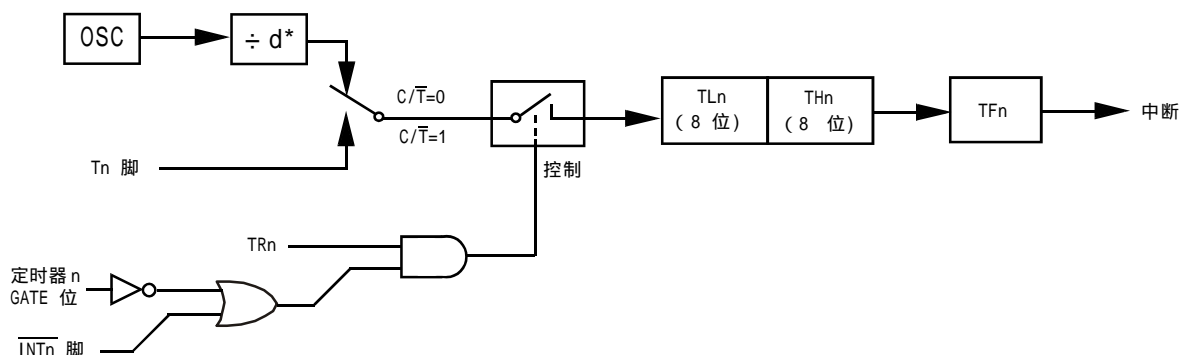 OSC
÷ d*
C/T̅=0
C/T̅=1
Tn 脚
控制
TLn
(8 位)
THn
(8 位)
TFn
中断
TRn
定时器 n
GATE 位
I̅N̅T̅n̅ 脚